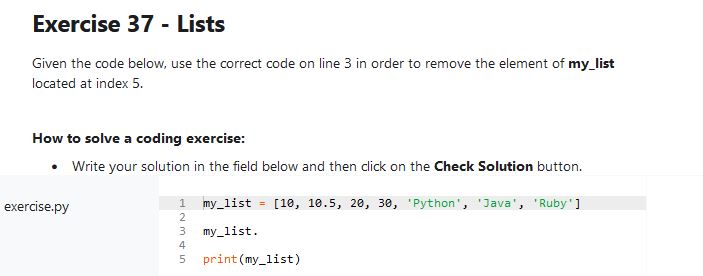 Exercise 37 - Lists
Given the code below, use the correct code on line 3 in order to remove the element of my_list
located at index 5.
How to solve a coding exercise:
• Write your solution in the field below and then click on the Check Solution button.
exercise.py
1 my_list = [10, 10.5, 20, 30, 'Python', 'Java', 'Ruby']
2
3 my_list.
4
5 print(my_list)